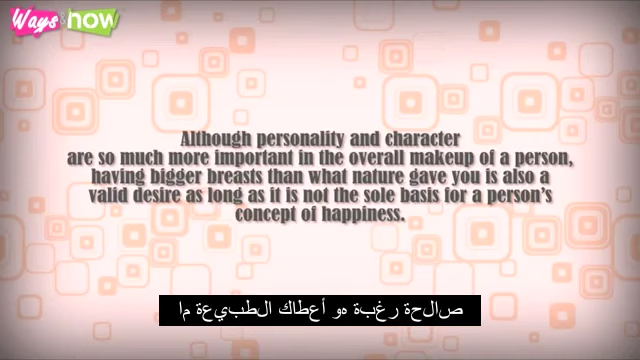 Ways&how
Although personality and character
are so much more important in the overall makeup of a person,
having bigger breasts than what nature gave you is also a
valid desire as long as it is not the sole basis for a person's
concept of happiness.
صالحة رغبة هو أعطاك الطبيعة ما